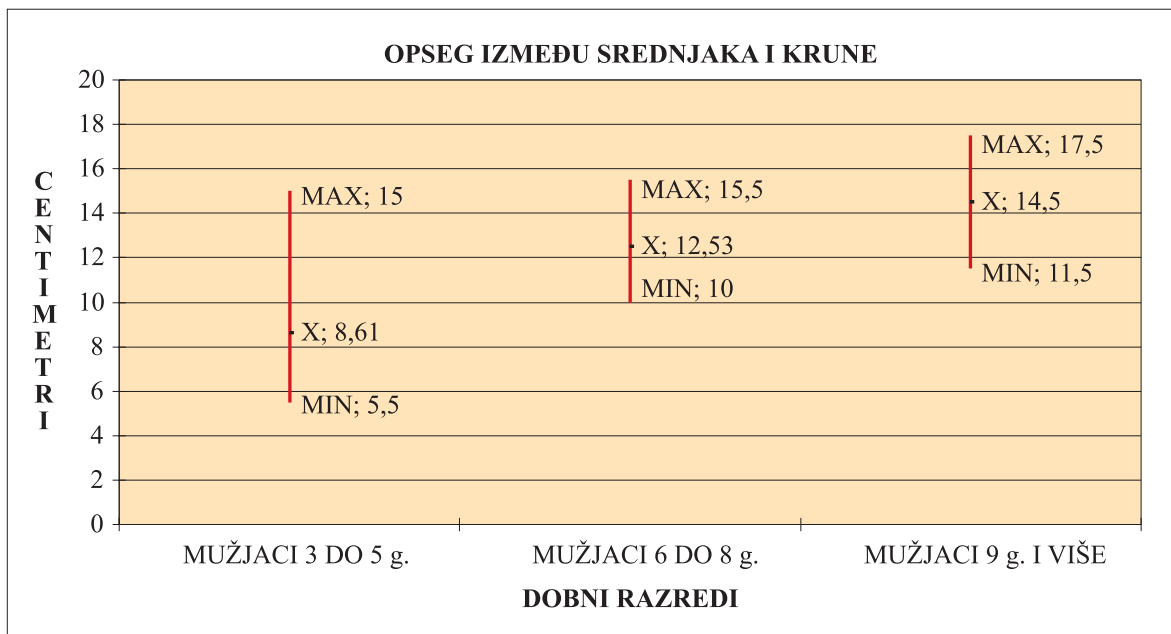 OPSEG IZMEĐU SREDNJAKA I KRUNE
CENTIMETRI
20
18
16
14
12
10
8
6
4
2
0
MAX; 15
X; 8,61
MIN; 5,5
MAX; 15,5
X; 12,53
MIN; 10
MAX; 17,5
X; 14,5
MIN; 11,5
MUŽJACI 3 DO 5 g.
MUŽJACI 6 DO 8 g.
MUŽJACI 9 g. I VIŠE
DOBNI RAZREDI